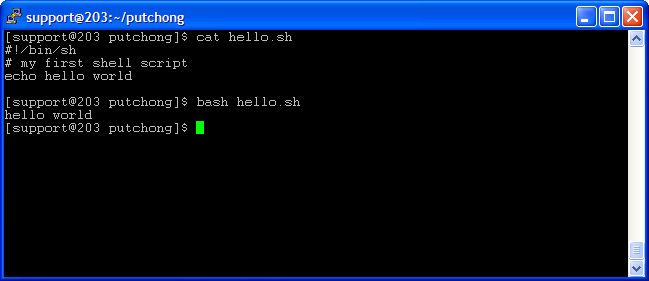 support@203:~/putchong
[support@203 putchong]$ cat hello.sh
#!/bin/sh
# my first shell script
echo hello world
[support@203 putchong]$ bash hello.sh
hello world
[support@203 putchong]$